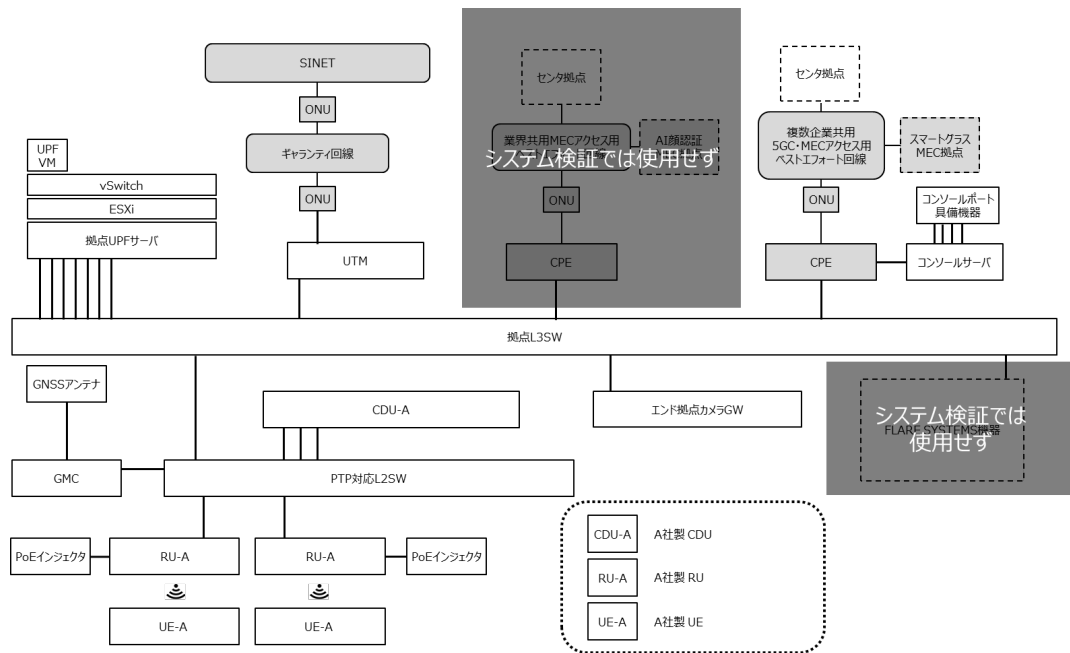 SINET
ONU
ギャランティ回線
ONU
UTM
UPF
VM
vSwitch
ESXi
拠点UPFサーバ
センタ拠点
業界共用MECアクセス用
AI顔認証
システム検証では使用せず
ONU
CPE
センタ拠点
複数企業共用
5GC・MECアクセス用
ベストエフォート回線
スマートグラス
MEC拠点
ONU
コンソールポート
具備機器
CPE
コンソールサーバ
拠点L3SW
GNSSアンテナ
CDU-A
エンド拠点カメラGW
システム検証では
使用せず
FLARE SYSTEMS機器
GMC
PTP対応L2SW
PoEインジェクタ
RU-A
RU-A
PoEインジェクタ
UE-A
UE-A
CDU-A
A社製 CDU
RU-A
A社製 RU
UE-A
A社製 UE